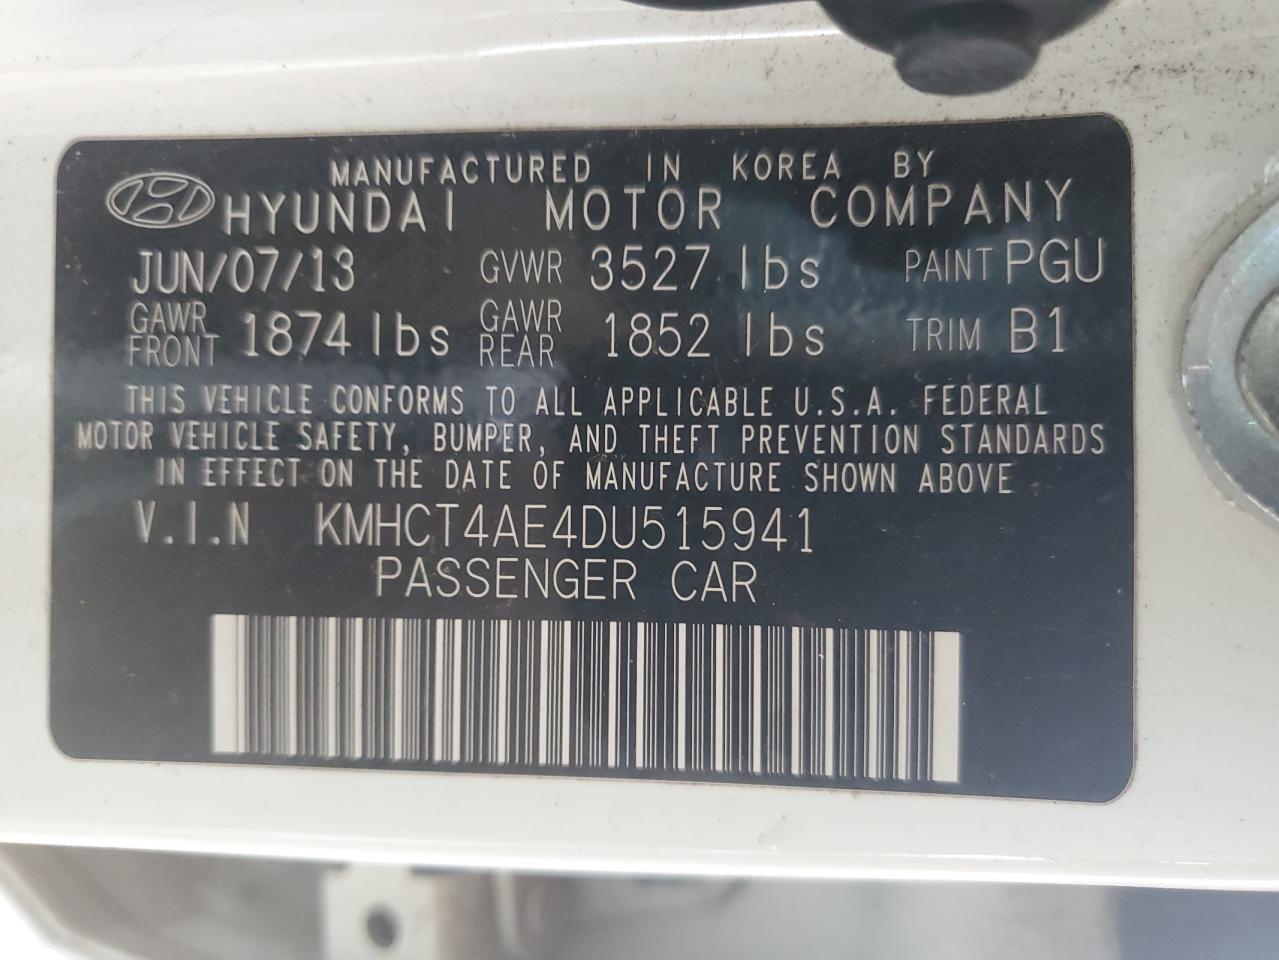 MANUFACTURED IN KOREA BY
HYUNDAI MOTOR COMPANY
JUN/07/13 GVWR 3527 lbs PAINT PGU
GAWR FRONT 1874 lbs GAWR REAR 1852 lbs TRIM B1
THIS VEHICLE CONFORMS TO ALL APPLICABLE U.S.A. FEDERAL
MOTOR VEHICLE SAFETY, BUMPER, AND THEFT PREVENTION STANDARDS
IN EFFECT ON THE DATE OF MANUFACTURE SHOWN ABOVE
V.I.N KMHCT4AE4DU515941
PASSENGER CAR